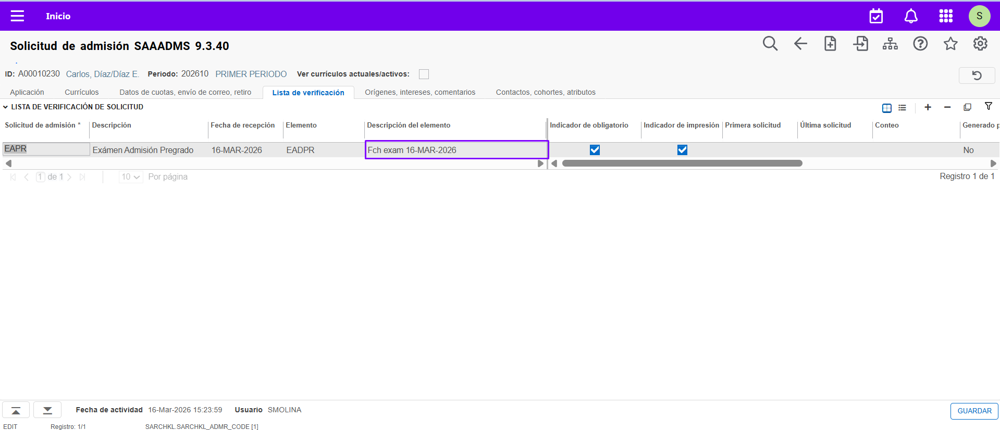 Inicio
S
Solicitud de admisión SAAADMS 9.3.40
ID: A00010230 Carlos, Díaz/Díaz E. Periodo: 202610 PRIMER PERIODO Ver currículos actuales/activos:
Aplicación Currículos Datos de cuotas, envío de correo, retiro Lista de verificación Orígenes, intereses, comentarios Contactos, cohortes, atributos
LISTA DE VERIFICACIÓN DE SOLICITUD
Solicitud de admisión * Descripción Fecha de recepción Elemento Descripción del elemento Indicador de obligatorio Indicador de impresión Primera solicitud Última solicitud Conteo Generado p
EAPR Exámen Admisión Pregrado 16-MAR-2026 EADPR Fch exam 16-MAR-2026 No
1 de 1 10 Por página Registro 1 de 1
Fecha de actividad 16-Mar-2026 15:23:59 Usuario SMOLINA GUARDAR
EDIT Registro: 1/1 SARCHKL.SARCHKL_ADMR_CODE [1]